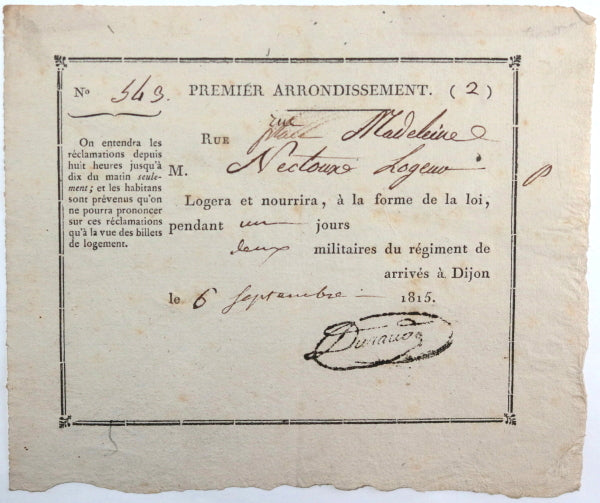 No 543. PREMIER ARRONDISSEMENT. (2)
On entendra les
réclamations depuis
huit heures jusqu'à
dix du matin seule-
ment; et les habitans
sont prévenus qu'on
ne pourra prononcer
sur ces réclamations
qu'à la vue des billets
de logement.
RUE rue Madeleine
M. Nectoux Logeur
Logera et nourrira, à la forme de la loi,
pendant un jours
deux militaires du régiment de
arrivés à Dijon
le 6 Septembre 1815.